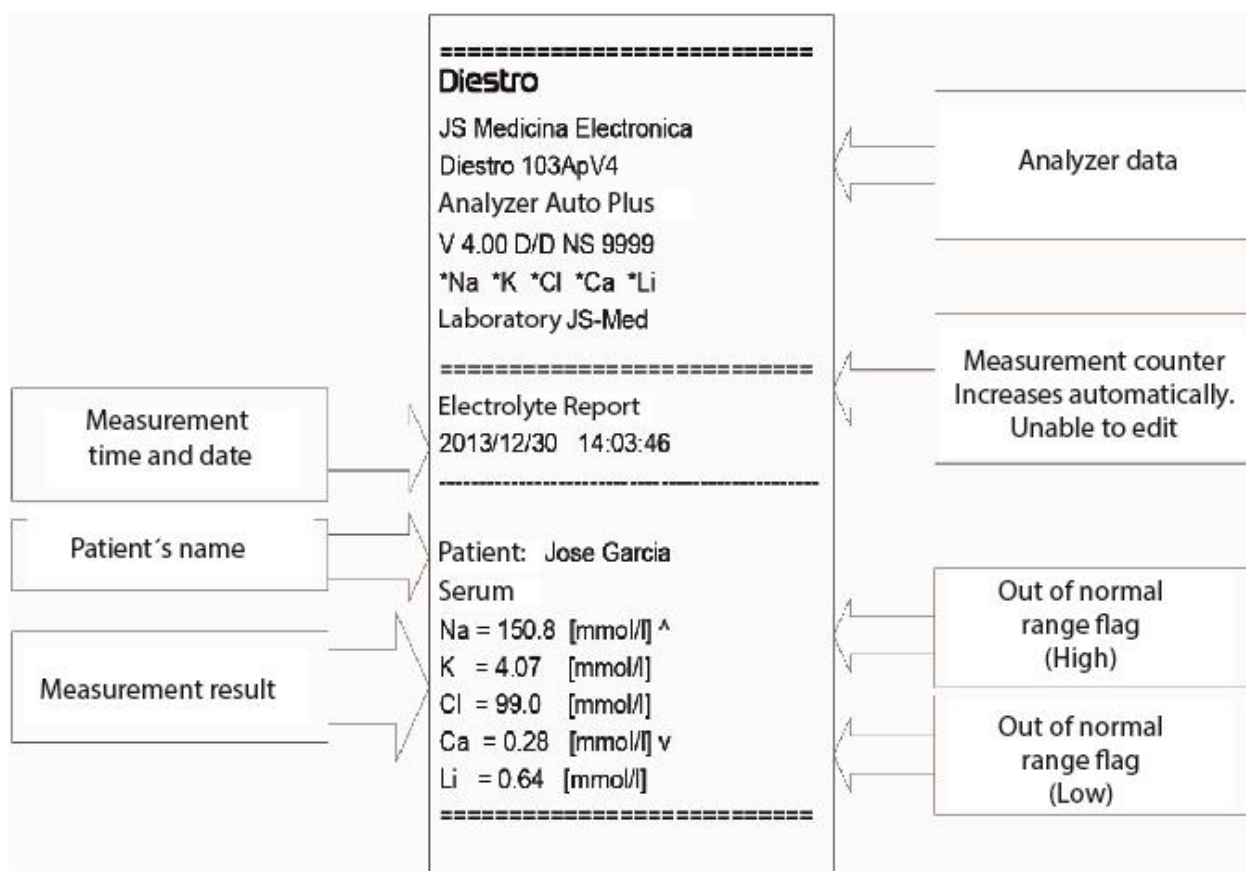 ===========================
Diestro
JS Medicina Electronica
Diestro 103ApV4
Analyzer Auto Plus
V 4.00 D/D NS 9999
*Na *K *Cl *Ca *Li
Laboratory JS-Med
===========================
Electrolyte Report
2013/12/30 14:03:46
---------------------------------------------
Patient: Jose Garcia
Serum
Na = 150.8 [mmol/l] ^
K = 4.07 [mmol/l]
Cl = 99.0 [mmol/l]
Ca = 0.28 [mmol/l] v
Li = 0.64 [mmol/l]
===========================
Measurement
time and date
Patient´s name
Measurement result
Analyzer data
Measurement counter
Increases automatically.
Unable to edit
Out of normal
range flag
(High)
Out of normal
range flag
(Low)